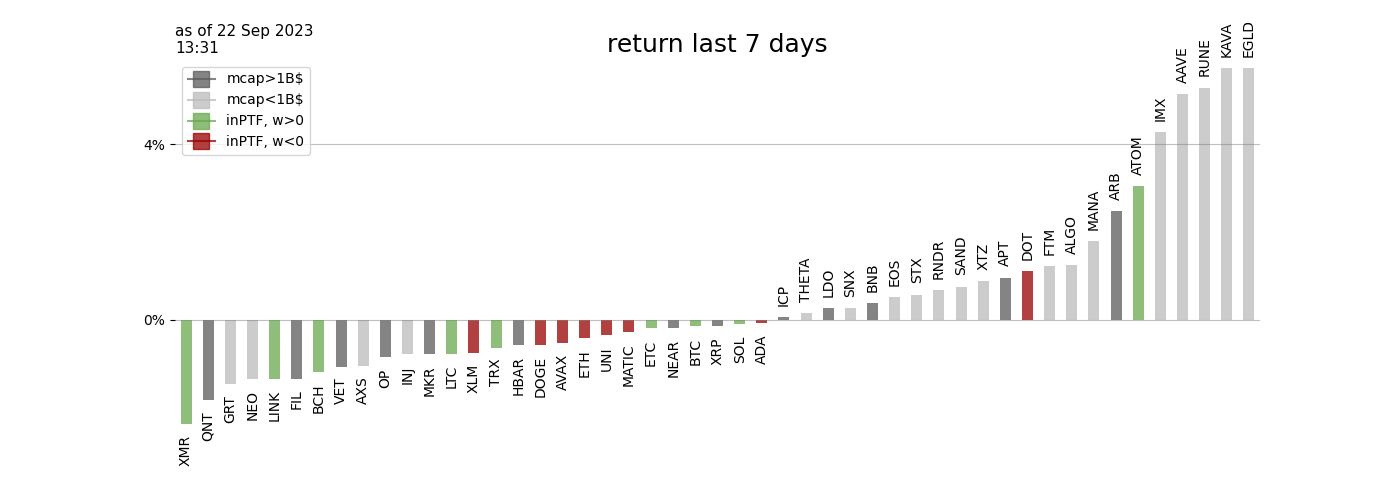 as of 22 Sep 2023
13:31
return last 7 days
mcap>1B$
mcap<1B$
inPTF, w>0
inPTF, w<0
4%
0%
XMR
QNT
GRT
NEO
LINK
FIL
BCH
VET
AXS
OP
INJ
MKR
LTC
XLM
TRX
HBAR
DOGE
AVAX
ETH
UNI
MATIC
ETC
NEAR
BTC
XRP
SOL
ADA
ICP
THETA
LDO
SNX
BNB
EOS
STX
RNDR
SAND
XTZ
APT
DOT
FTM
ALGO
MANA
ARB
ATOM
IMX
AAVE
RUNE
KAVA
EGLD